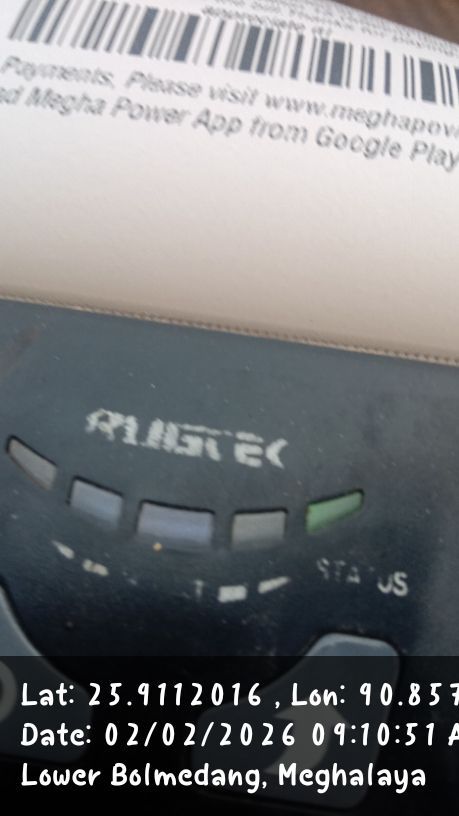 Payments, Please visit www.meghapow
Megha Power App from Google Play
RUGTEK
STATUS
Lat: 25.9112016 , Lon: 90.857
Date: 02/02/2026 09:10:51 A
Lower Bolmedang, Meghalaya